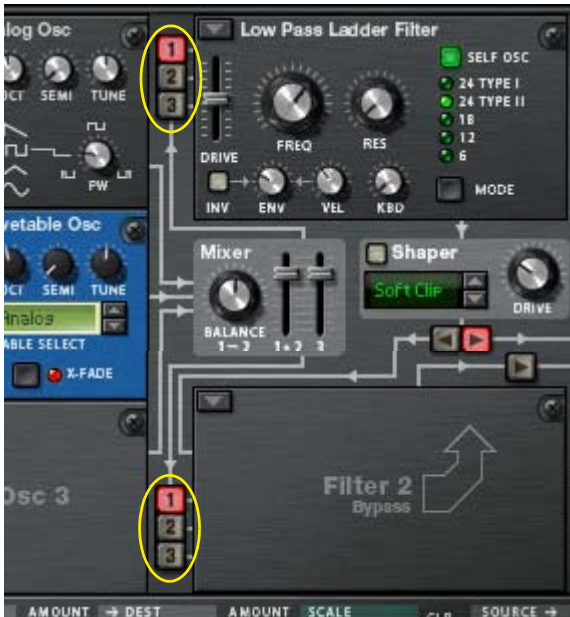 alog Osc
OCT SEMI TUNE
PW
1
2
3
Low Pass Ladder Filter
DRIVE
FREQ
RES
SELF OSC
24 TYPE I
24 TYPE II
18
12
6
MODE
INV ENV VEL KBD
vetable Osc
OCT SEMI TUNE
Analog
ABLE SELECT
X-FADE
Mixer
BALANCE
1-2 1+2 3
Shaper
Soft Clip
DRIVE
Osc 3
1
2
3
Filter 2
Bypass
AMOUNT → DEST AMOUNT SCALE CLR SOURCE →